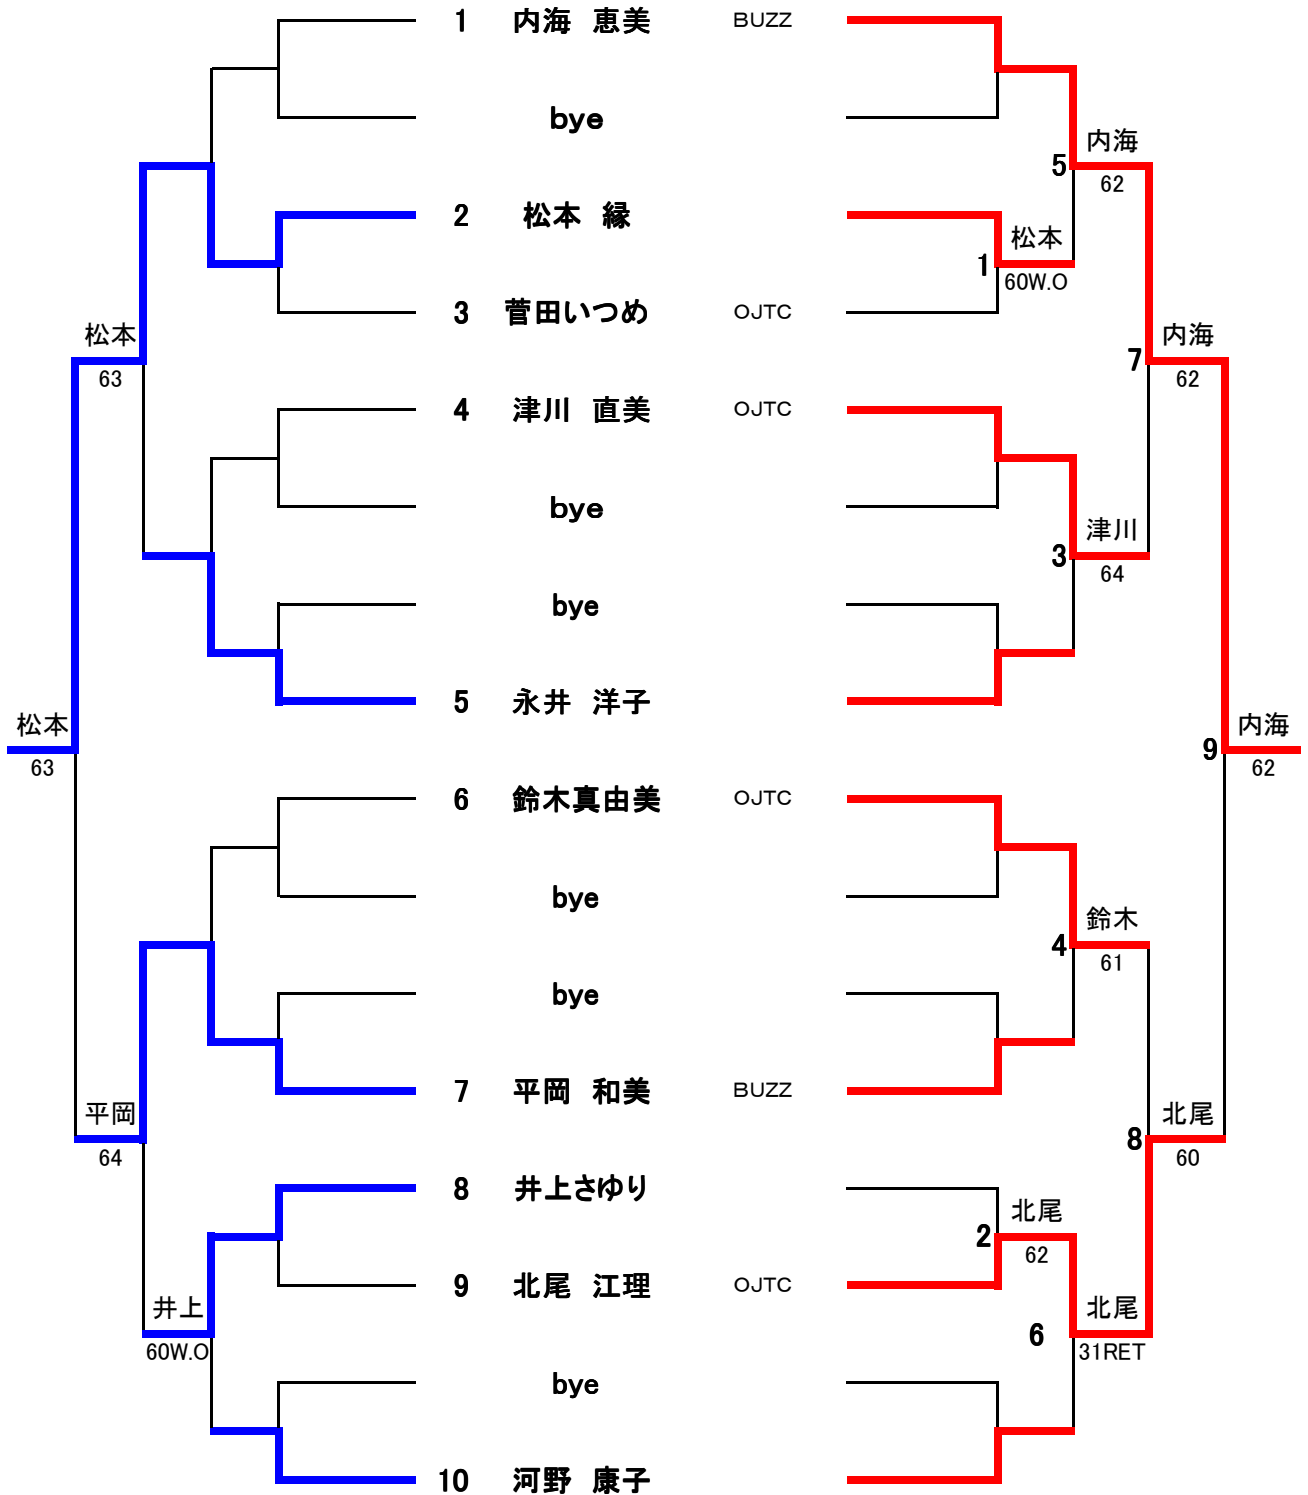 1 内海 恵美 BUZZ
bye
内海
5
62
2 松本 縁
松本
1
60W.O
3 菅田いつめ OJTC
松本
63
内海
7
62
4 津川 直美 OJTC
bye
津川
3
64
bye
5 永井 洋子
松本
63
内海
9
62
6 鈴木真由美 OJTC
bye
鈴木
4
61
bye
7 平岡 和美 BUZZ
平岡
64
北尾
8
60
8 井上さゆり
北尾
2
62
9 北尾 江理 OJTC
井上
60W.O
北尾
6
31RET
bye
10 河野 康子